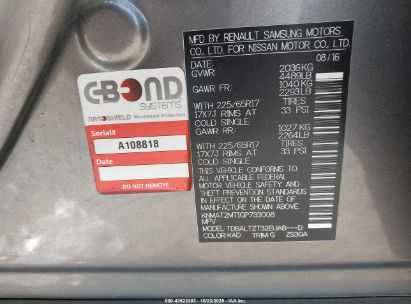 G-BOND
SYSTEMS
NANOSHIELD Windshield Protection
Serial#
A108818
Date
DO NOT REMOVE
MFD BY RENAULT SAMSUNG MOTORS
CO. LTD FOR NISSAN MOTOR CO., LTD.
08/16
GVWR: 2036KG
4489LB
GAWR FR: 1040KG
2293LB
WITH 225/65R17 TIRES
17X7J RIMS AT 33 PSI
COLD SINGLE
GAWR RR: 1027KG
2264LB
WITH 225/65R17 TIRES
17X7J RIMS AT 33 PSI
COLD SINGLE
THIS VEHICLE CONFORMS TO
ALL APPLICABLE FEDERAL
MOTOR VEHICLE SAFETY AND
THEFT PREVENTION STANDARDS
IN EFFECT ON THE DATE OF
MANUFACTURE SHOWN ABOVE.
KNMAT2MT1GP733008
MPV
MODEL TDBALTZT32EUAB---D
COLOR:KAD TRIM:G ZS30A